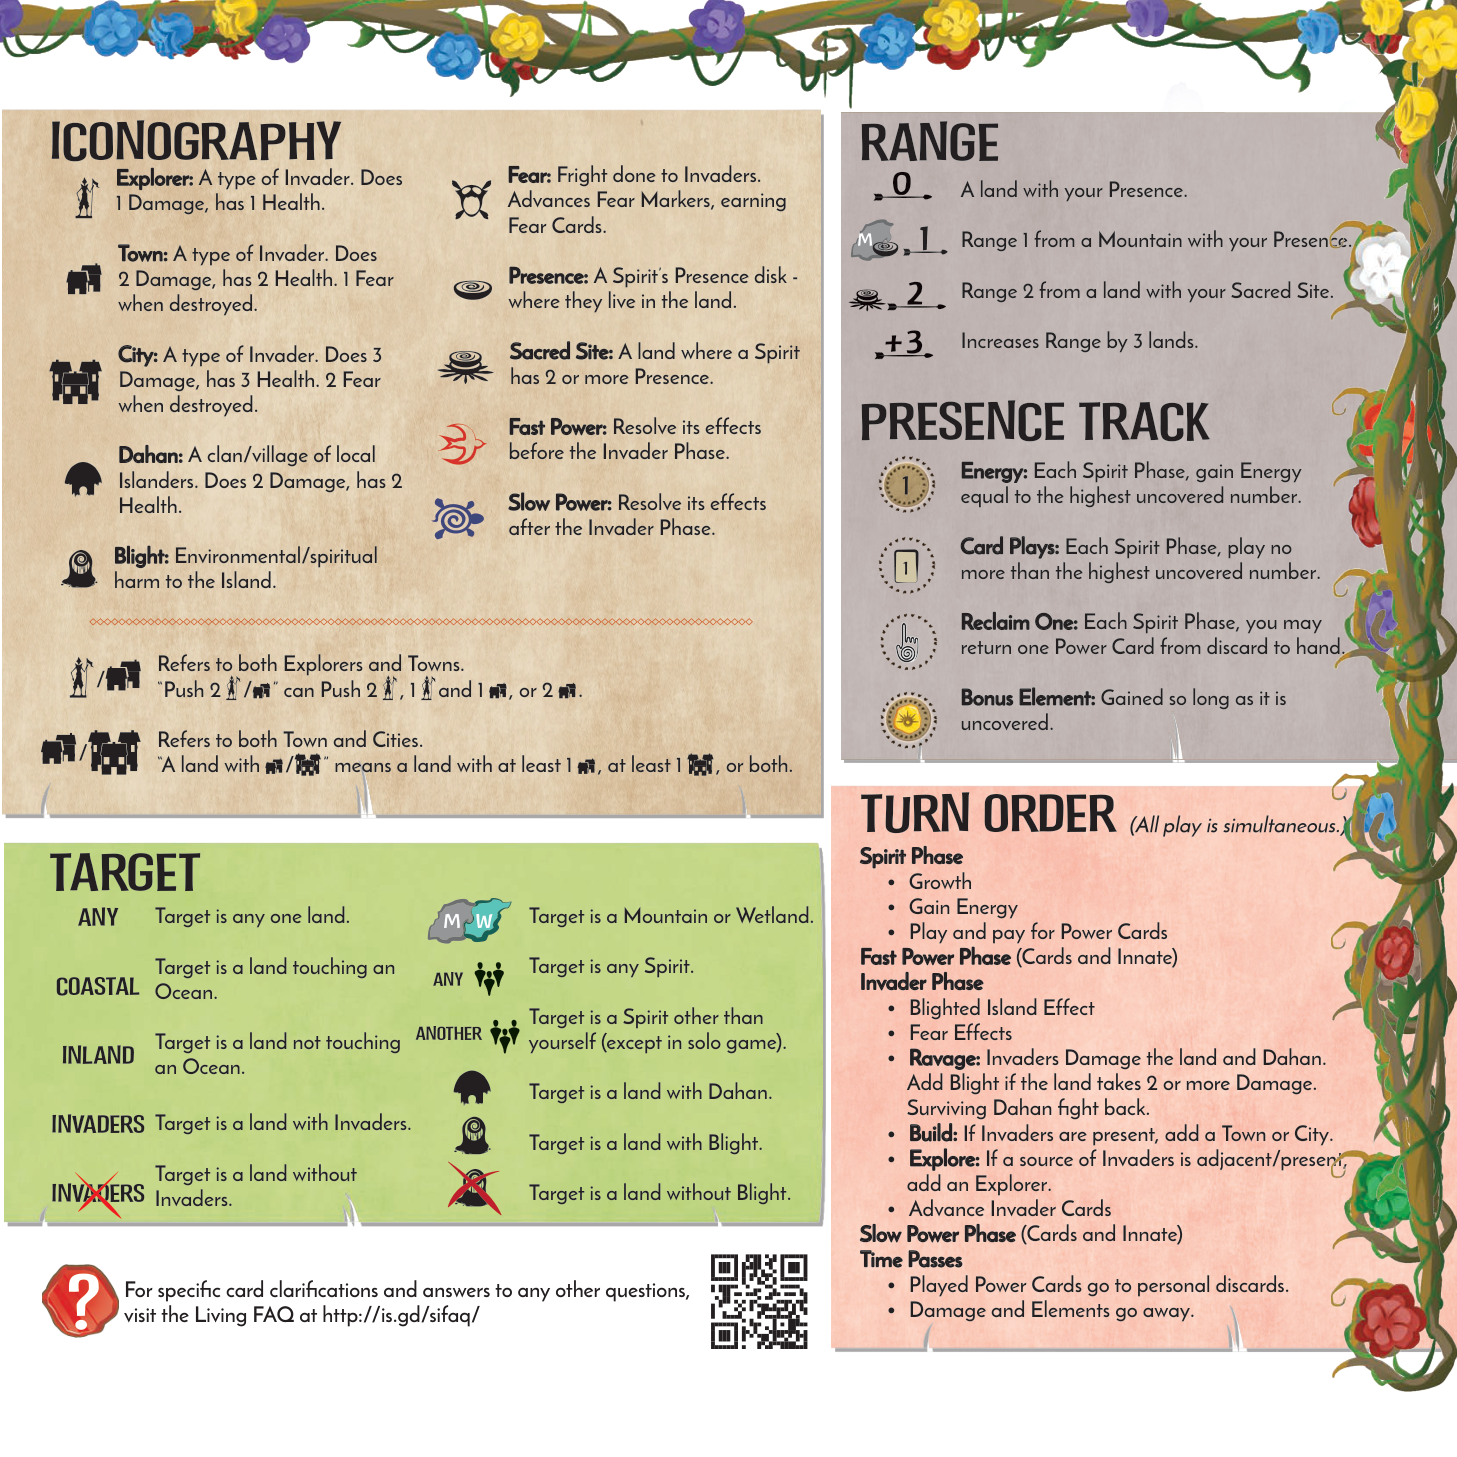 ICONOGRAPHY
Explorer: A type of Invader. Does
1 Damage, has 1 Health.
Town: A type of Invader. Does
2 Damage, has 2 Health. 1 Fear
when destroyed.
City: A type of Invader. Does 3
Damage, has 3 Health. 2 Fear
when destroyed.
Dahan: A clan/village of local
Islanders. Does 2 Damage, has 2
Health.
Blight: Environmental/spiritual
harm to the Island.
Fear: Fright done to Invaders.
Advances Fear Markers, earning
Fear Cards.
Presence: A Spirit's Presence disk -
where they live in the land.
Sacred Site: A land where a Spirit
has 2 or more Presence.
Fast Power: Resolve its effects
before the Invader Phase.
Slow Power: Resolve its effects
after the Invader Phase.
/ Refers to both Explorers and Towns.
"Push 2 / " can Push 2 , 1 and 1 , or 2 .
/ Refers to both Town and Cities.
"A land with / " means a land with at least 1 , at least 1 , or both.
TARGET
ANY Target is any one land.
COASTAL Target is a land touching an
Ocean.
INLAND Target is a land not touching
an Ocean.
INVADERS Target is a land with Invaders.
INVADERS Target is a land without
Invaders.
M W Target is a Mountain or Wetland.
ANY Target is any Spirit.
ANOTHER Target is a Spirit other than
yourself (except in solo game).
Target is a land with Dahan.
Target is a land with Blight.
Target is a land without Blight.
? For specific card clarifications and answers to any other questions,
visit the Living FAQ at http://is.gd/sifaq/
RANGE
0 A land with your Presence.
M 1 Range 1 from a Mountain with your Presence.
2 Range 2 from a land with your Sacred Site.
+3 Increases Range by 3 lands.
PRESENCE TRACK
1 Energy: Each Spirit Phase, gain Energy
equal to the highest uncovered number.
1 Card Plays: Each Spirit Phase, play no
more than the highest uncovered number.
Reclaim One: Each Spirit Phase, you may
return one Power Card from discard to hand.
Bonus Element: Gained so long as it is
uncovered.
TURN ORDER (All play is simultaneous.)
Spirit Phase
• Growth
• Gain Energy
• Play and pay for Power Cards
Fast Power Phase (Cards and Innate)
Invader Phase
• Blighted Island Effect
• Fear Effects
• Ravage: Invaders Damage the land and Dahan.
Add Blight if the land takes 2 or more Damage.
Surviving Dahan fight back.
• Build: If Invaders are present, add a Town or City.
• Explore: If a source of Invaders is adjacent/present,
add an Explorer.
• Advance Invader Cards
Slow Power Phase (Cards and Innate)
Time Passes
• Played Power Cards go to personal discards.
• Damage and Elements go away.